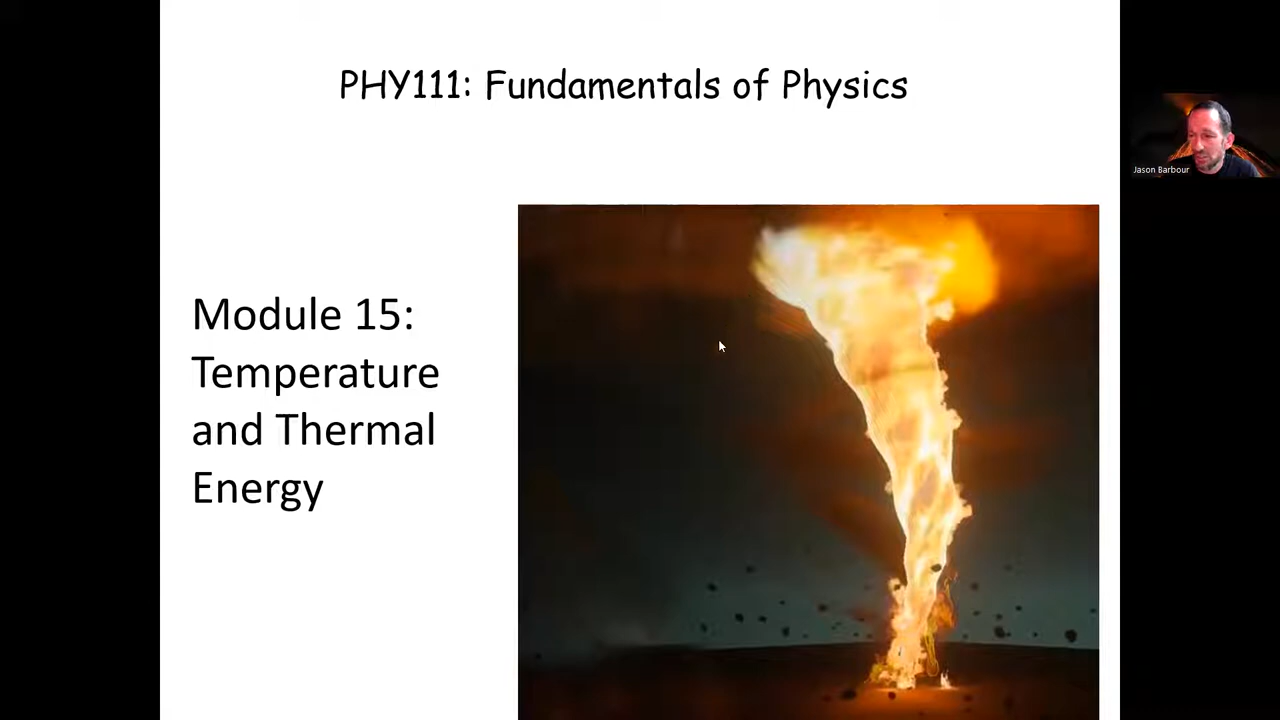 PHY111: Fundamentals of Physics
Module 15:
Temperature
and Thermal
Energy
Jason Barbour